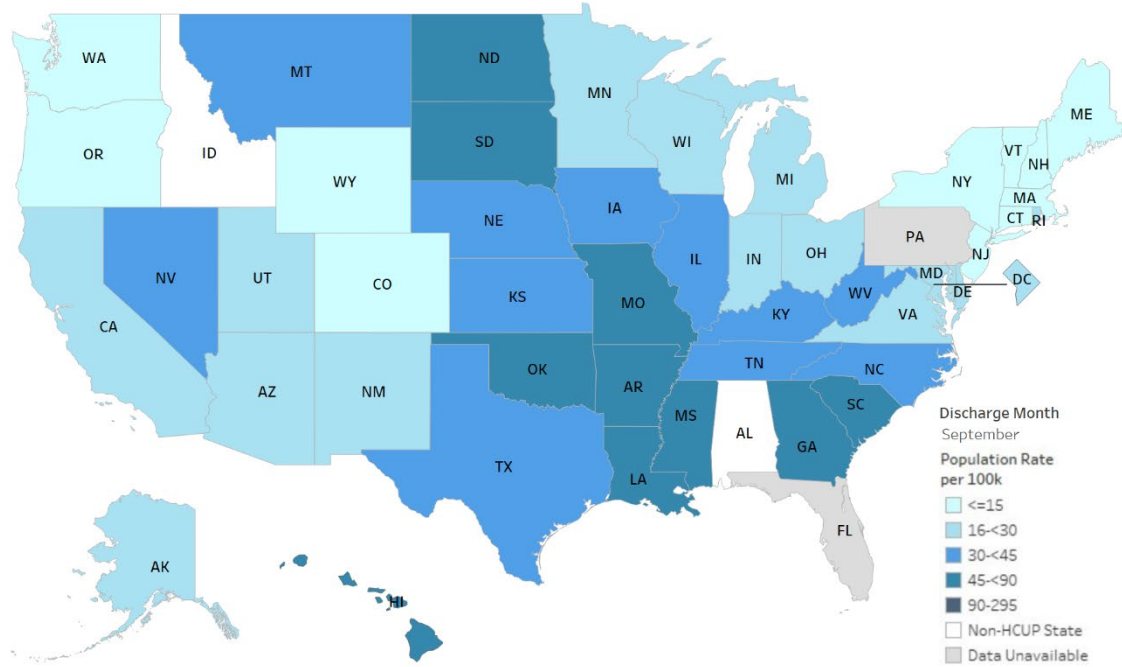 WA
MT
ND
MN
ME
OR
ID
SD
WI
VT
NH
WY
MI
NY
MA
CT
RI
NE
IA
PA
NJ
NV
UT
CO
KS
IL
IN
OH
MD
DE
DC
WV
VA
CA
MO
KY
AZ
NM
OK
AR
TN
NC
MS
AL
GA
SC
TX
LA
FL
AK
HI
Discharge Month
September
Population Rate
per 100k
<=15
16-<30
30-<45
45-<90
90-295
Non-HCUP State
Data Unavailable